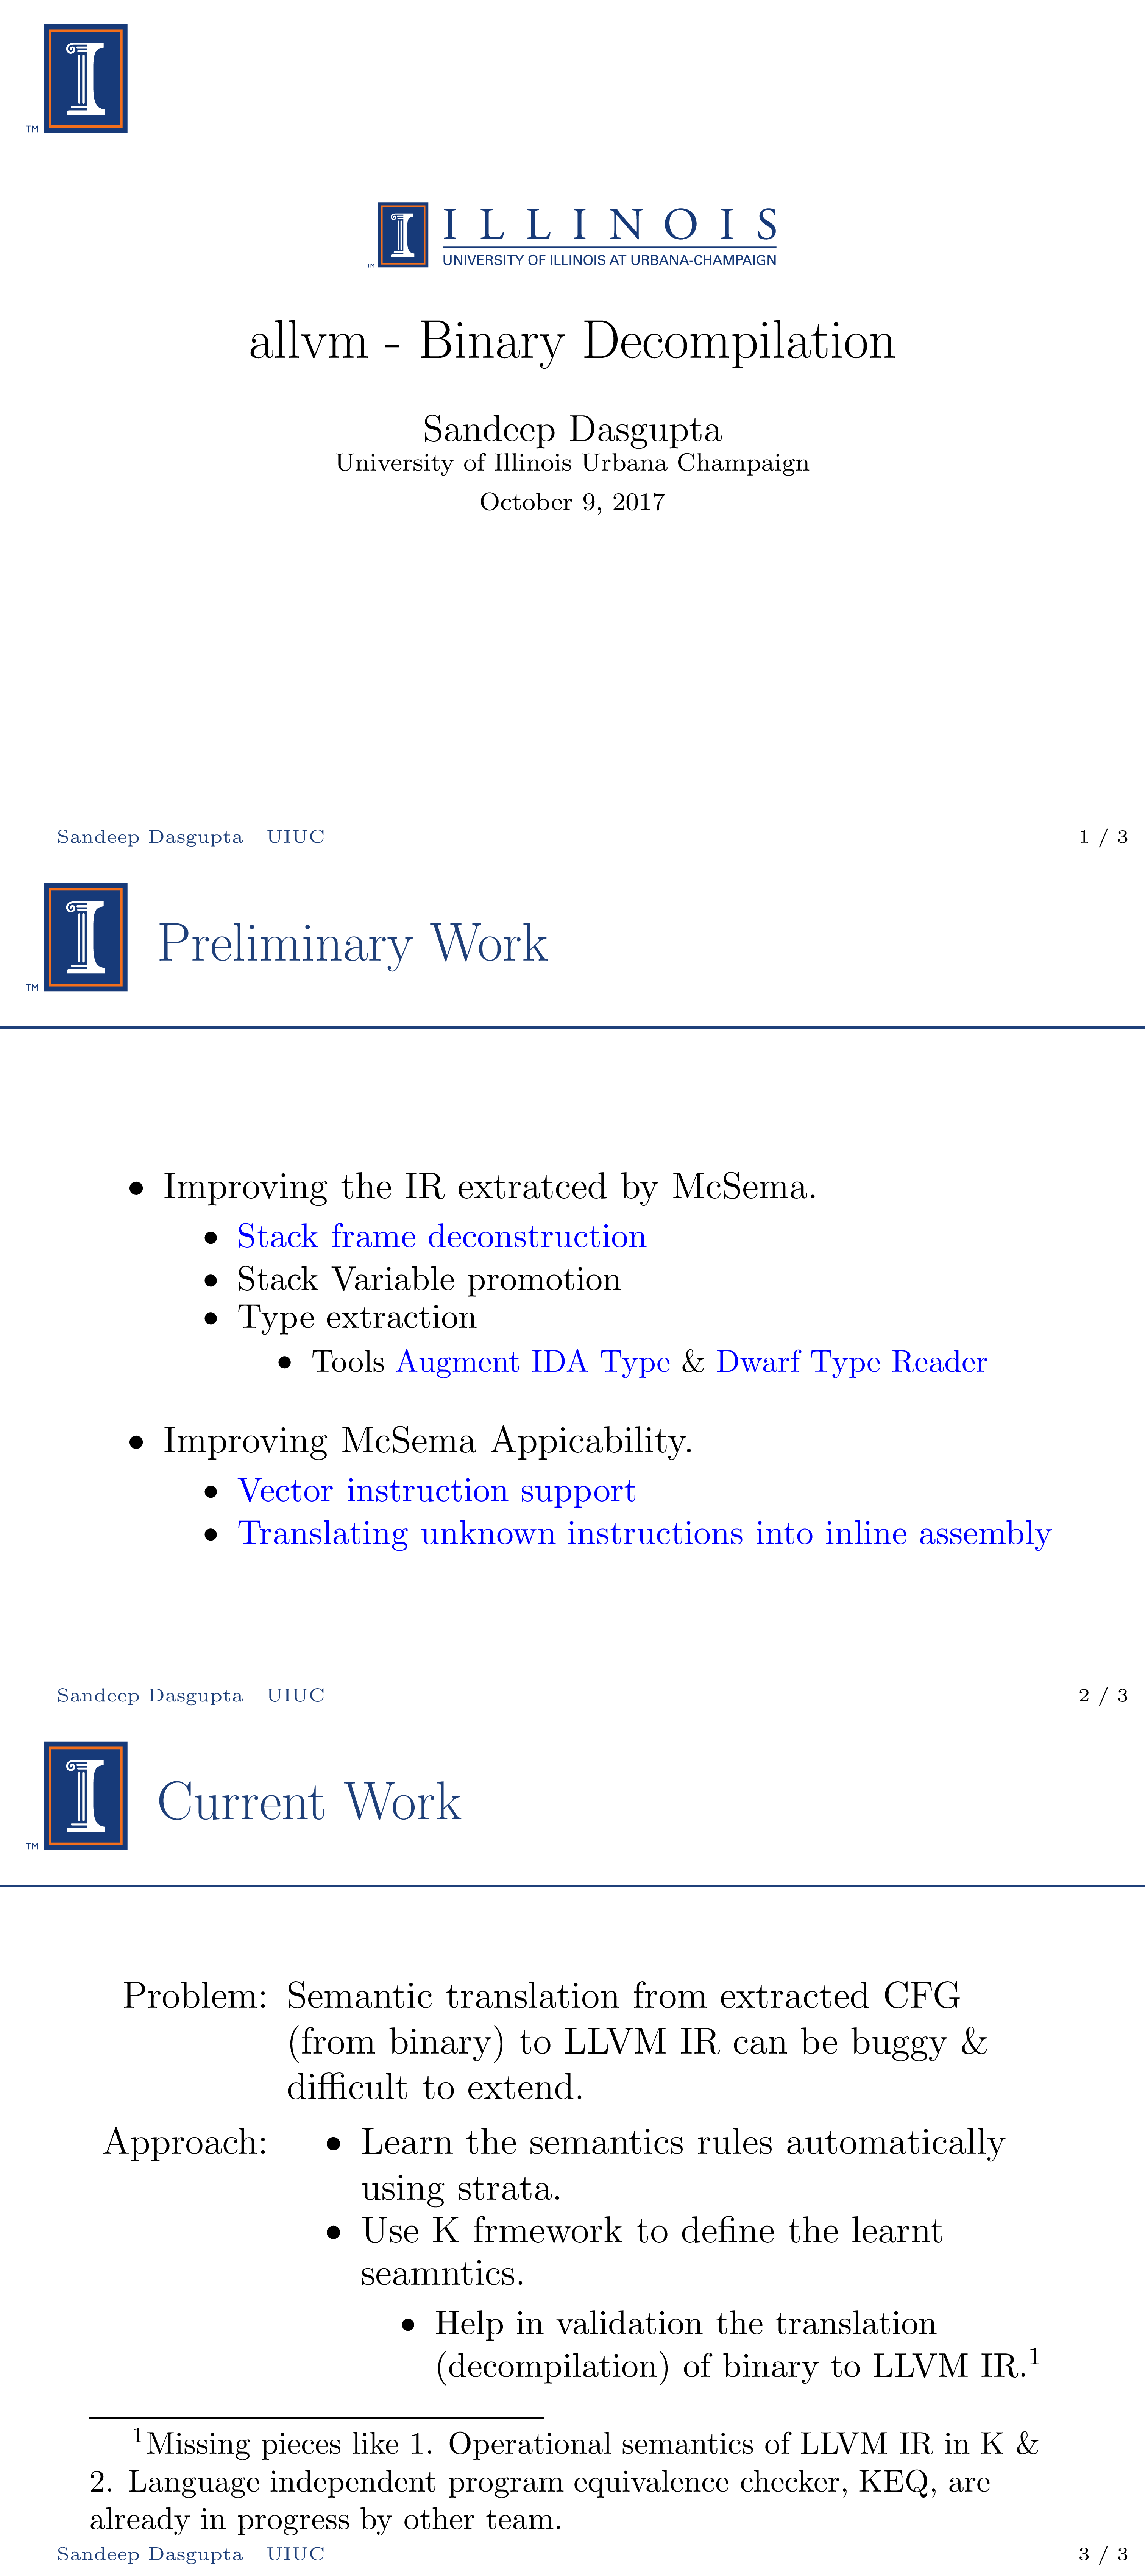 I
TM
I ILLINOIS
TM UNIVERSITY OF ILLINOIS AT URBANA-CHAMPAIGN
allvm - Binary Decompilation
Sandeep Dasgupta
University of Illinois Urbana Champaign
October 9, 2017
Sandeep Dasgupta UIUC 1 / 3
I
TM
Preliminary Work
• Improving the IR extratced by McSema.
• Stack frame deconstruction
• Stack Variable promotion
• Type extraction
• Tools Augment IDA Type & Dwarf Type Reader
• Improving McSema Appicability.
• Vector instruction support
• Translating unknown instructions into inline assembly
Sandeep Dasgupta UIUC 2 / 3
I
TM
Current Work
Problem: Semantic translation from extracted CFG
(from binary) to LLVM IR can be buggy &
difficult to extend.
Approach: • Learn the semantics rules automatically
using strata.
• Use K frmework to define the learnt
seamntics.
• Help in validation the translation
(decompilation) of binary to LLVM IR.¹
¹Missing pieces like 1. Operational semantics of LLVM IR in K &
2. Language independent program equivalence checker, KEQ, are
already in progress by other team.
Sandeep Dasgupta UIUC 3 / 3